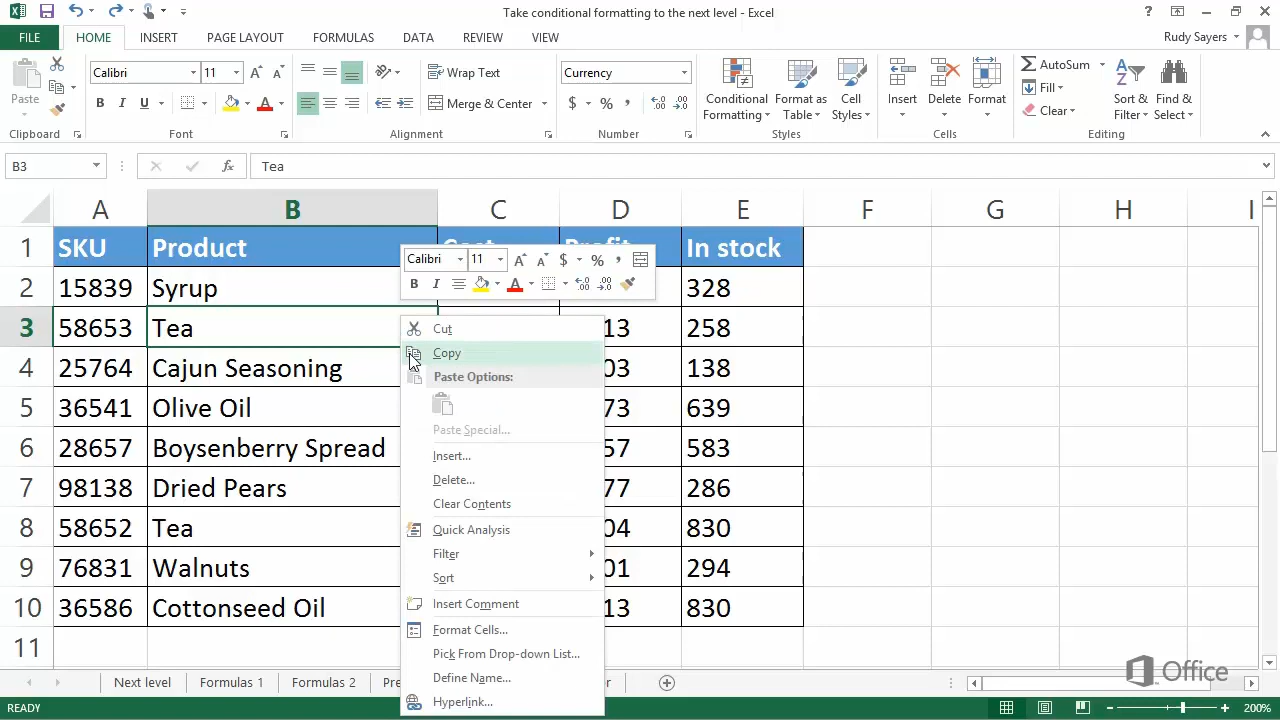 Take conditional formatting to the next level - Excel
FILE HOME INSERT PAGE LAYOUT FORMULAS DATA REVIEW VIEW Rudy Sayers
Paste
Calibri 11
B I U
Wrap Text
Merge & Center
Currency
$ % ,
Conditional Formatting
Format as Table
Cell Styles
Insert
Delete
Format
AutoSum
Fill
Clear
Sort & Filter
Find & Select
Clipboard Font Alignment Number Styles Cells Editing
B3 fx Tea
A B C D E F G H I
1 SKU Product In stock
2 15839 Syrup 328
3 58653 Tea 13 258
4 25764 Cajun Seasoning 03 138
5 36541 Olive Oil 73 639
6 28657 Boysenberry Spread 57 583
7 98138 Dried Pears 77 286
8 58652 Tea 04 830
9 76831 Walnuts 01 294
10 36586 Cottonseed Oil 13 830
11
Calibri 11 A A $ % ,
B I A
Cut
Copy
Paste Options:
Paste Special...
Insert...
Delete...
Clear Contents
Quick Analysis
Filter
Sort
Insert Comment
Format Cells...
Pick From Drop-down List...
Define Name...
Hyperlink...
Next level Formulas 1 Formulas 2 Pre r
Office
READY 200%